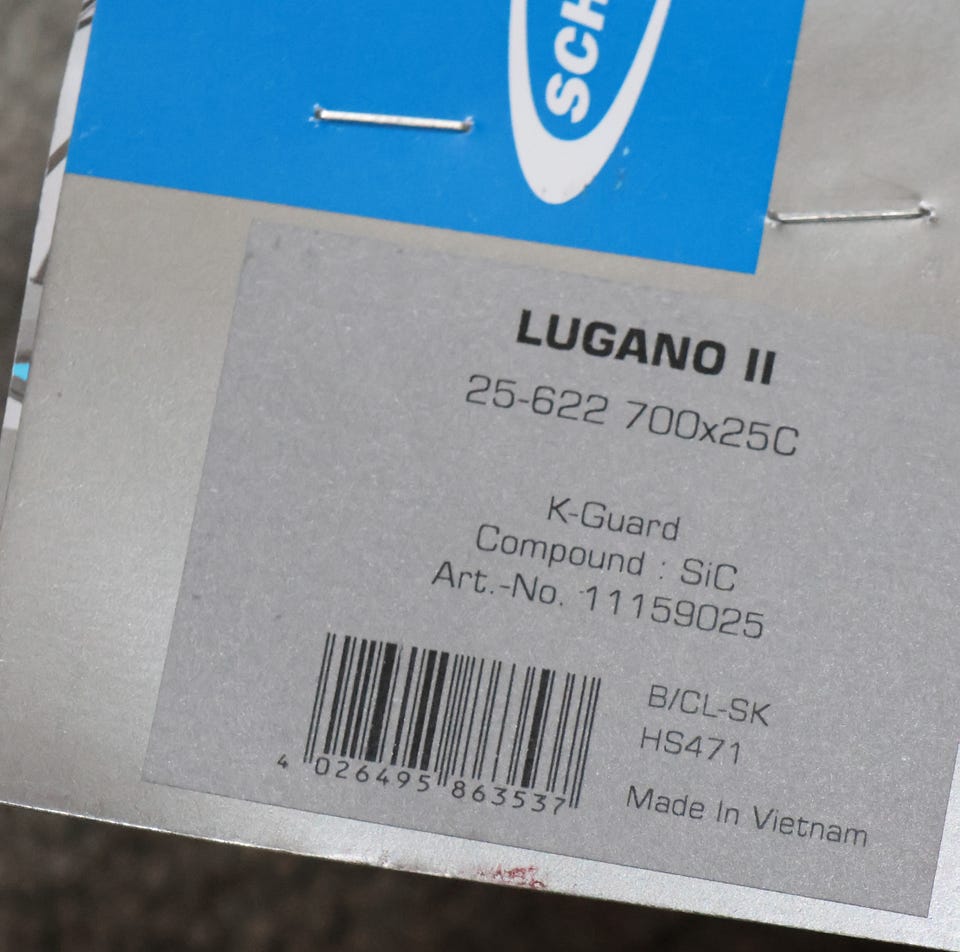 SCH
LUGANO II
25-622 700x25C
K-Guard
Compound : SiC
Art.-No. 11159025
B/CL-SK
HS471
4 026495 863537
Made In Vietnam